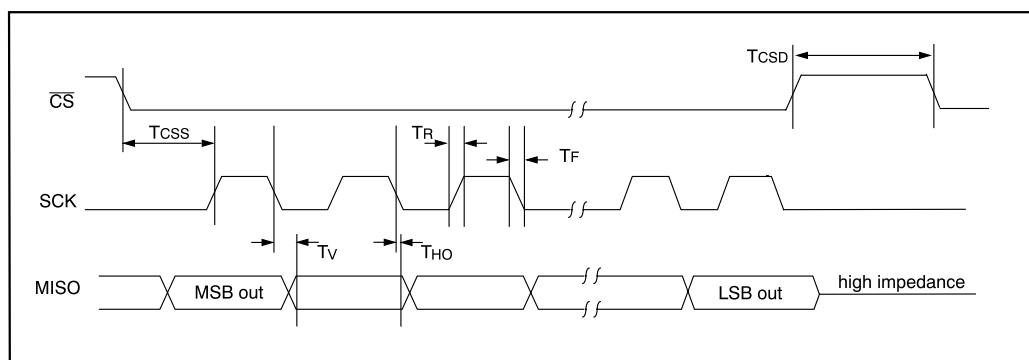 TCSD
CS
TCSS
TR
TF
SCK
TV
THO
MISO
MSB out
LSB out
high impedance